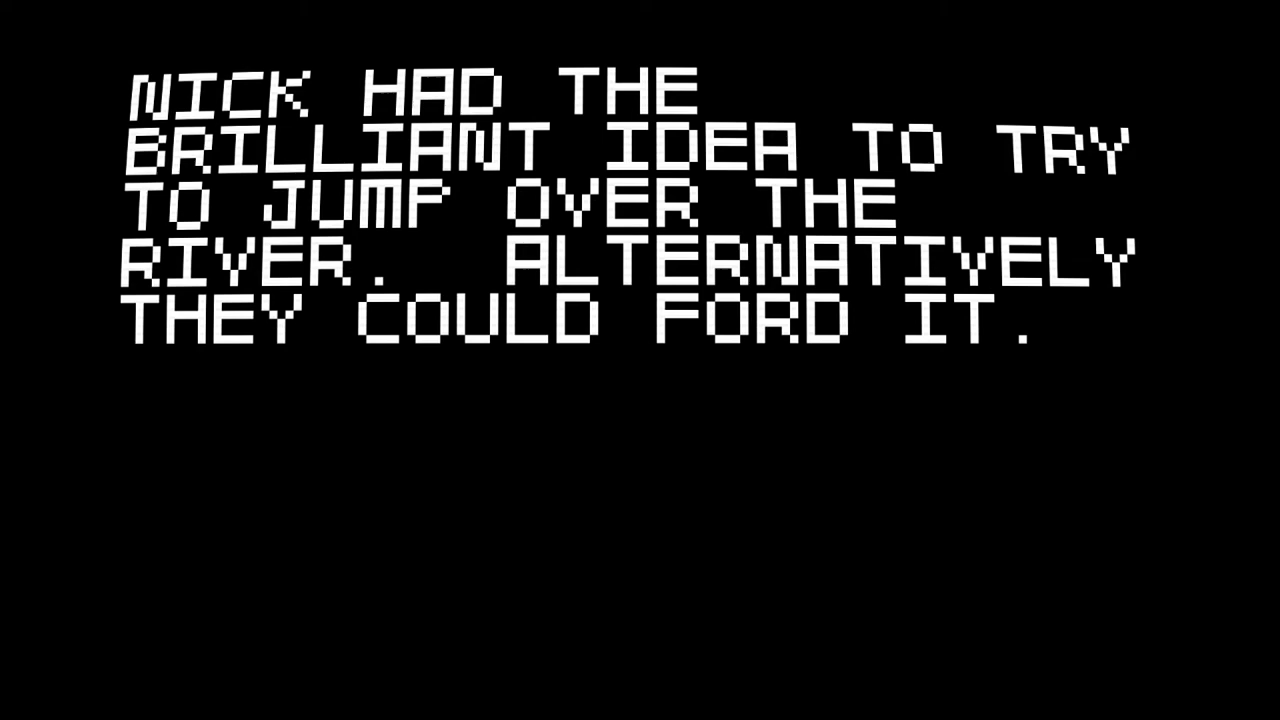 NICK HAD THE
BRILLIANT IDEA TO TRY
TO JUMP OVER THE
RIVER.  ALTERNATIVELY
THEY COULD FORD IT.